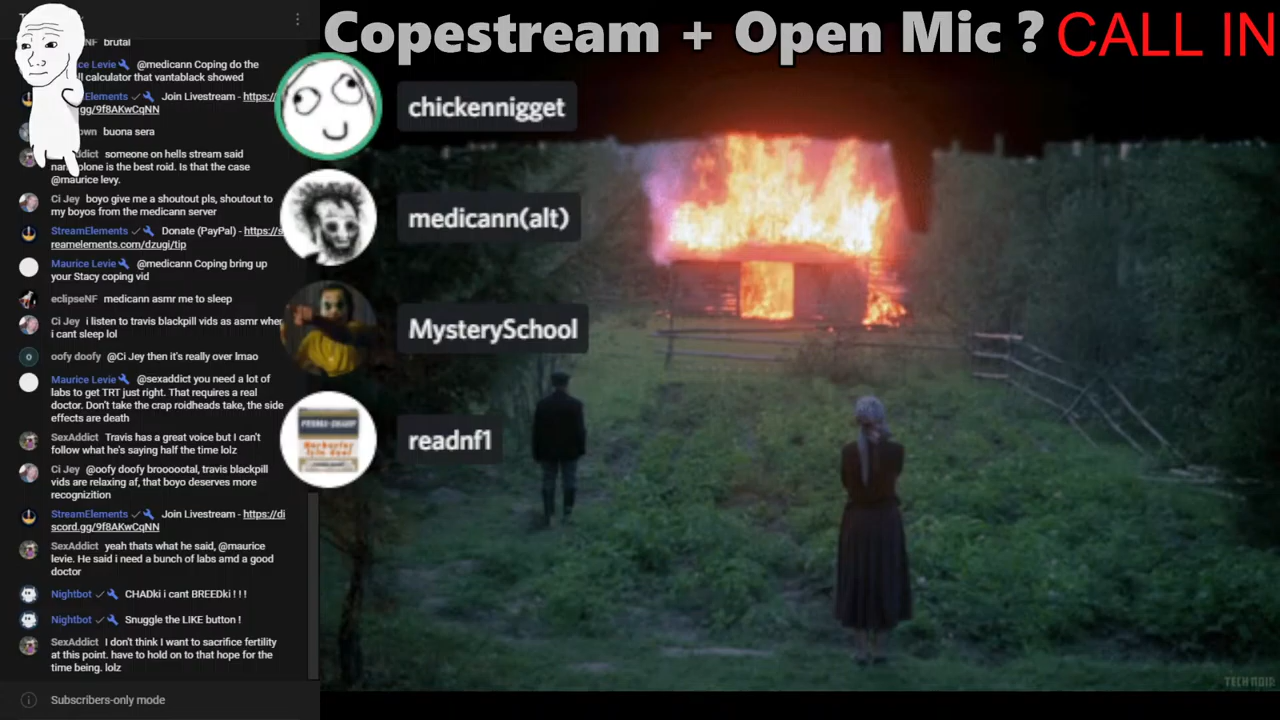 Copestream + Open Mic ? CALL IN
NF brutal
ce Levie @medicann Coping do the
ll calculator that vantablack showed
Elements Join Livestream - https://
gg/9f8AKwCqNN
own buona sera
ddict someone on hells stream said
lone is the best roid. Is that the case
@maurice levy.
Ci Jey boyo give me a shoutout pls, shoutout to
my boyos from the medicann server
StreamElements Donate (PayPal) - https://s
reamelements.com/dzugi/tip
Maurice Levie @medicann Coping bring up
your Stacy coping vid
eclipseNF medicann asmr me to sleep
Ci Jey i listen to travis blackpill vids as asmr when
i cant sleep lol
oofy doofy @Ci Jey then it's really over lmao
Maurice Levie @sexaddict you need a lot of
labs to get TRT just right. That requires a real
doctor. Don't take the crap roidheads take, the side
effects are death
SexAddict Travis has a great voice but I can't
follow what he's saying half the time lolz
Ci Jey @oofy doofy broooootal, travis blackpill
vids are relaxing af, that boyo deserves more
recognizition
StreamElements Join Livestream - https://di
scord.gg/9f8AKwCqNN
SexAddict yeah thats what he said, @maurice
levie. He said i need a bunch of labs amd a good
doctor
Nightbot CHADki i cant BREEDki ! ! !
Nightbot Snuggle the LIKE button !
SexAddict I don't think I want to sacrifice fertility
at this point. have to hold on to that hope for the
time being. lolz
Subscribers-only mode
chickennigget
medicann(alt)
MysterySchool
readnf1
TECH NOIR